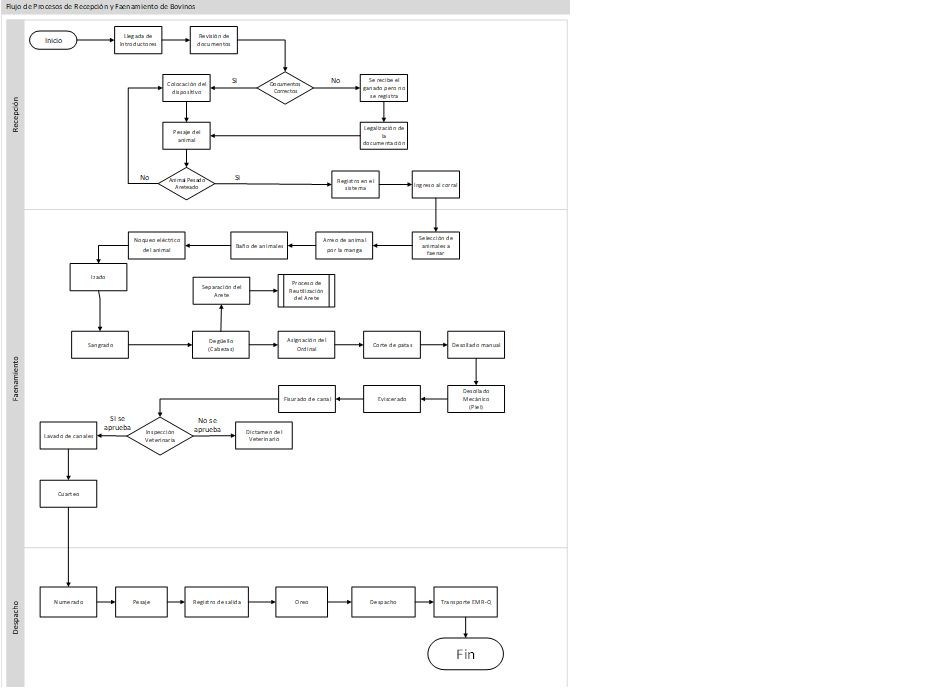 Flujo de Procesos de Recepción y Faenamiento de Bovinos
Recepción
Inicio
Llegada de
introductores
Revisión de
documentos
Documentos
Correctos
Si
No
Colocación del
dispositivo
Se recibe el
ganado pero no
se registra
Pesaje del
animal
Legalización de
la
documentación
Animal Pesado
Areteado
No
Si
Registro en el
sistema
Ingreso al corral
Faenamiento
Selección de
animales a
faenar
Arreo de animal
por la manga
Baño de animales
Noqueo eléctrico
del animal
Izado
Separación del
Arete
Proceso de
Reutilización
del Arete
Sangrado
Degüello
(Cabezas)
Asignación del
Ordinal
Corte de patas
Desollado manual
Desollado
Mecánico
(Piel)
Eviscerado
Fisurado de canal
Inspección
Veterinaria
Si se
aprueba
No se
aprueba
Lavado de canales
Dictamen del
Veterinario
Cuarteo
Despacho
Numerado
Pesaje
Registro de salida
Oreo
Despacho
Transporte EMR-Q,
Fin